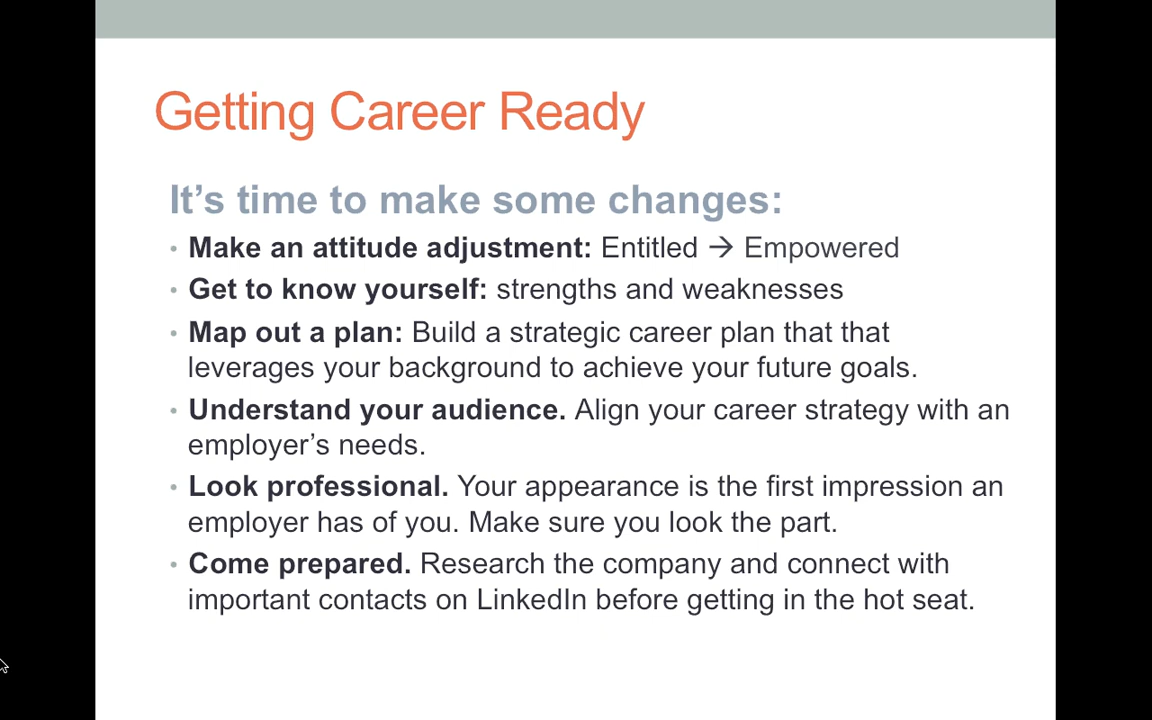 Getting Career Ready
It’s time to make some changes:
• Make an attitude adjustment: Entitled → Empowered
• Get to know yourself: strengths and weaknesses
• Map out a plan: Build a strategic career plan that that
leverages your background to achieve your future goals.
• Understand your audience. Align your career strategy with an
employer’s needs.
• Look professional. Your appearance is the first impression an
employer has of you. Make sure you look the part.
• Come prepared. Research the company and connect with
important contacts on LinkedIn before getting in the hot seat.